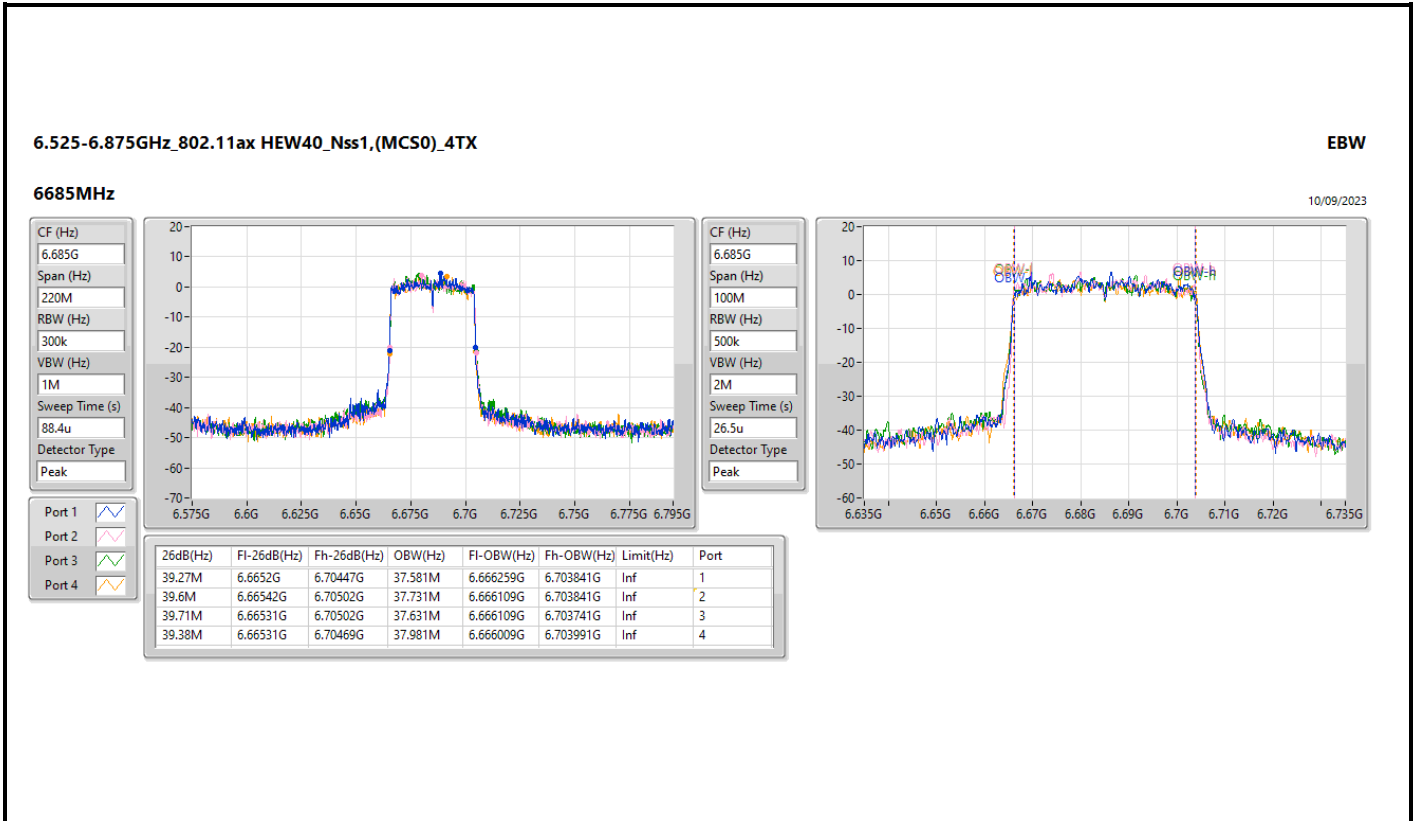 6.525-6.875GHz_802.11ax HEW40_Nss1,(MCS0)_4TX
EBW
6685MHz
10/09/2023
CF (Hz)
6.685G
Span (Hz)
220M
RBW (Hz)
300k
VBW (Hz)
1M
Sweep Time (s)
88.4u
Detector Type
Peak
Port 1
Port 2
Port 3
Port 4
20
10
0
-10
-20
-30
-40
-50
-60
-70
6.575G 6.6G 6.625G 6.65G 6.675G 6.7G 6.725G 6.75G 6.775G 6.795G
CF (Hz)
6.685G
Span (Hz)
100M
RBW (Hz)
500k
VBW (Hz)
2M
Sweep Time (s)
26.5u
Detector Type
Peak
20
10
0
-10
-20
-30
-40
-50
-60
OBW-h
6.635G 6.65G 6.66G 6.67G 6.68G 6.69G 6.7G 6.71G 6.72G 6.735G
26dB(Hz) Fl-26dB(Hz) Fh-26dB(Hz) OBW(Hz) Fl-OBW(Hz) Fh-OBW(Hz) Limit(Hz) Port
39.27M 6.6652G 6.70447G 37.581M 6.666259G 6.703841G Inf 1
39.6M 6.66542G 6.70502G 37.731M 6.666109G 6.703841G Inf 2
39.71M 6.66531G 6.70502G 37.631M 6.666109G 6.703741G Inf 3
39.38M 6.66531G 6.70469G 37.981M 6.666009G 6.703991G Inf 4